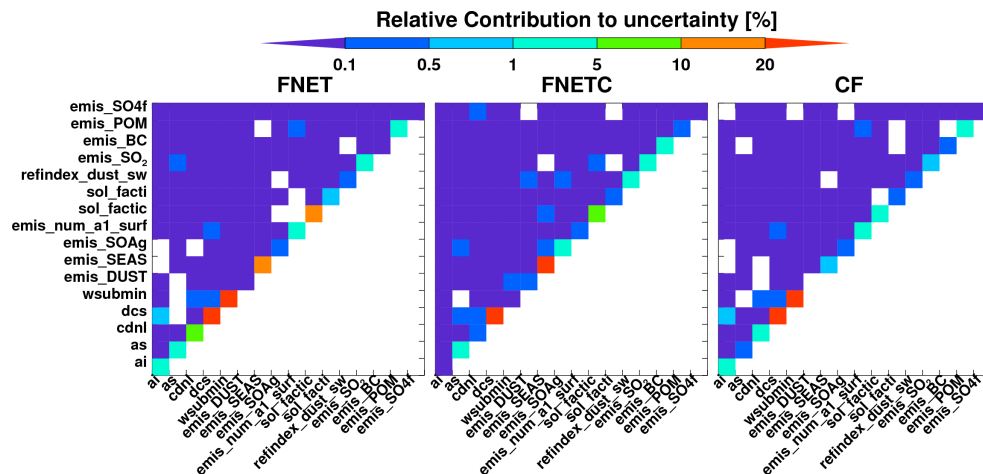 Relative Contribution to uncertainty [%]
0.1 0.5 1 5 10 20
FNET FNETC CF
emis_SO4f
emis_POM
emis_BC
emis_SO₂
refindex_dust_sw
sol_facti
sol_factic
emis_num_a1_surf
emis_SOAg
emis_SEAS
emis_DUST
wsubmin
dcs
cdnl
as
ai
ai as cdnl dcs wsubmin emis_DUST emis_SEAS emis_SOAg emis_num_a1_surf sol_factic sol_facti refindex_dust_sw emis_SO₂ emis_BC emis_POM emis_SO4f
ai as cdnl dcs wsubmin emis_DUST emis_SEAS emis_SOAg emis_num_a1_surf sol_factic sol_facti refindex_dust_sw emis_SO₂ emis_BC emis_POM emis_SO4f
ai as cdnl dcs wsubmin emis_DUST emis_SEAS emis_SOAg emis_num_a1_surf sol_factic sol_facti refindex_dust_sw emis_SO₂ emis_BC emis_POM emis_SO4f